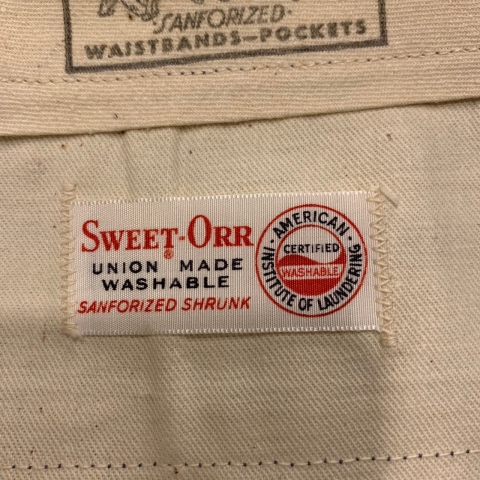 SANFORIZED·
WAISTBANDS–POCKETS
SWEET-ORR
®
UNION MADE
WASHABLE
SANFORIZED SHRUNK
· AMERICAN ·
INSTITUTE OF LAUNDERING
CERTIFIED
WASHABLE